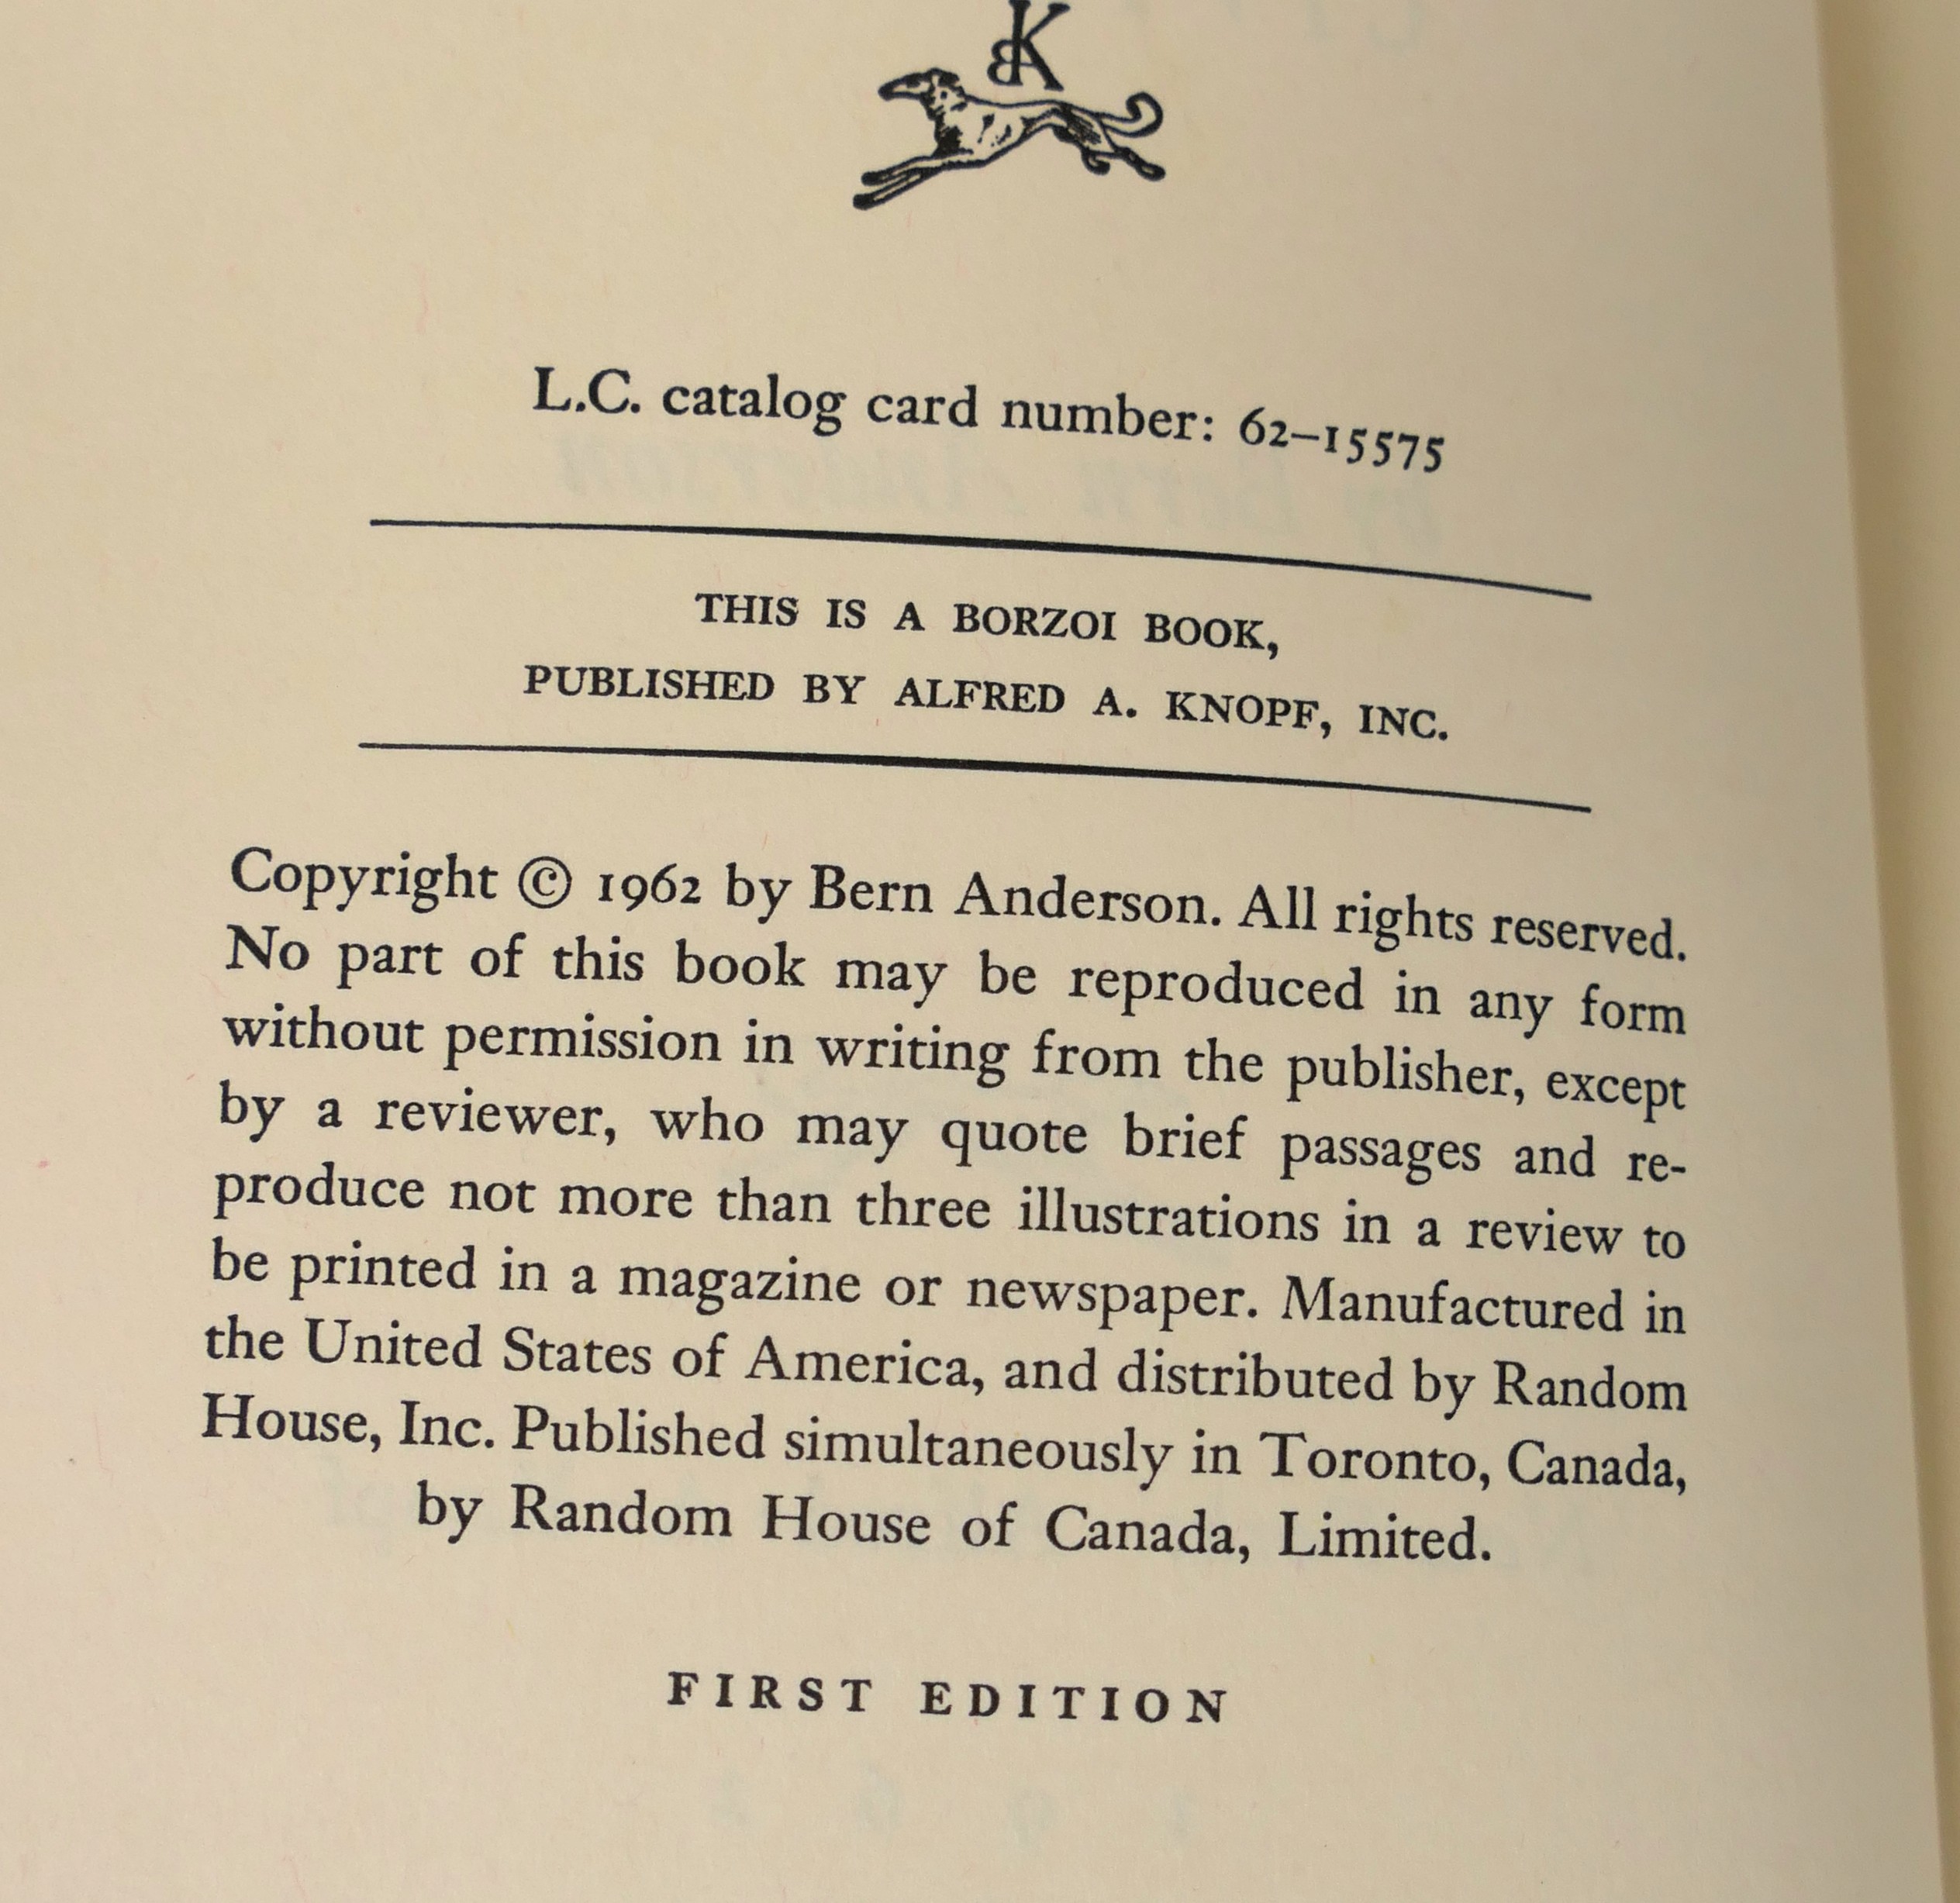 BK
L.C. catalog card number: 62–15575
THIS IS A BORZOI BOOK,
PUBLISHED BY ALFRED A. KNOPF, INC.
Copyright © 1962 by Bern Anderson. All rights reserved.
No part of this book may be reproduced in any form
without permission in writing from the publisher, except
by a reviewer, who may quote brief passages and re-
produce not more than three illustrations in a review to
be printed in a magazine or newspaper. Manufactured in
the United States of America, and distributed by Random
House, Inc. Published simultaneously in Toronto, Canada,
by Random House of Canada, Limited.
FIRST EDITION